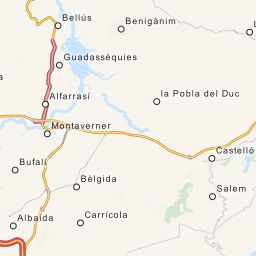 Bellús
Benigànim
Guadasséquies
Alfarrasí
la Pobla del Duc
Montaverner
Castelló
Bufali
Bèlgida
Salem
Albaida
Carrícola